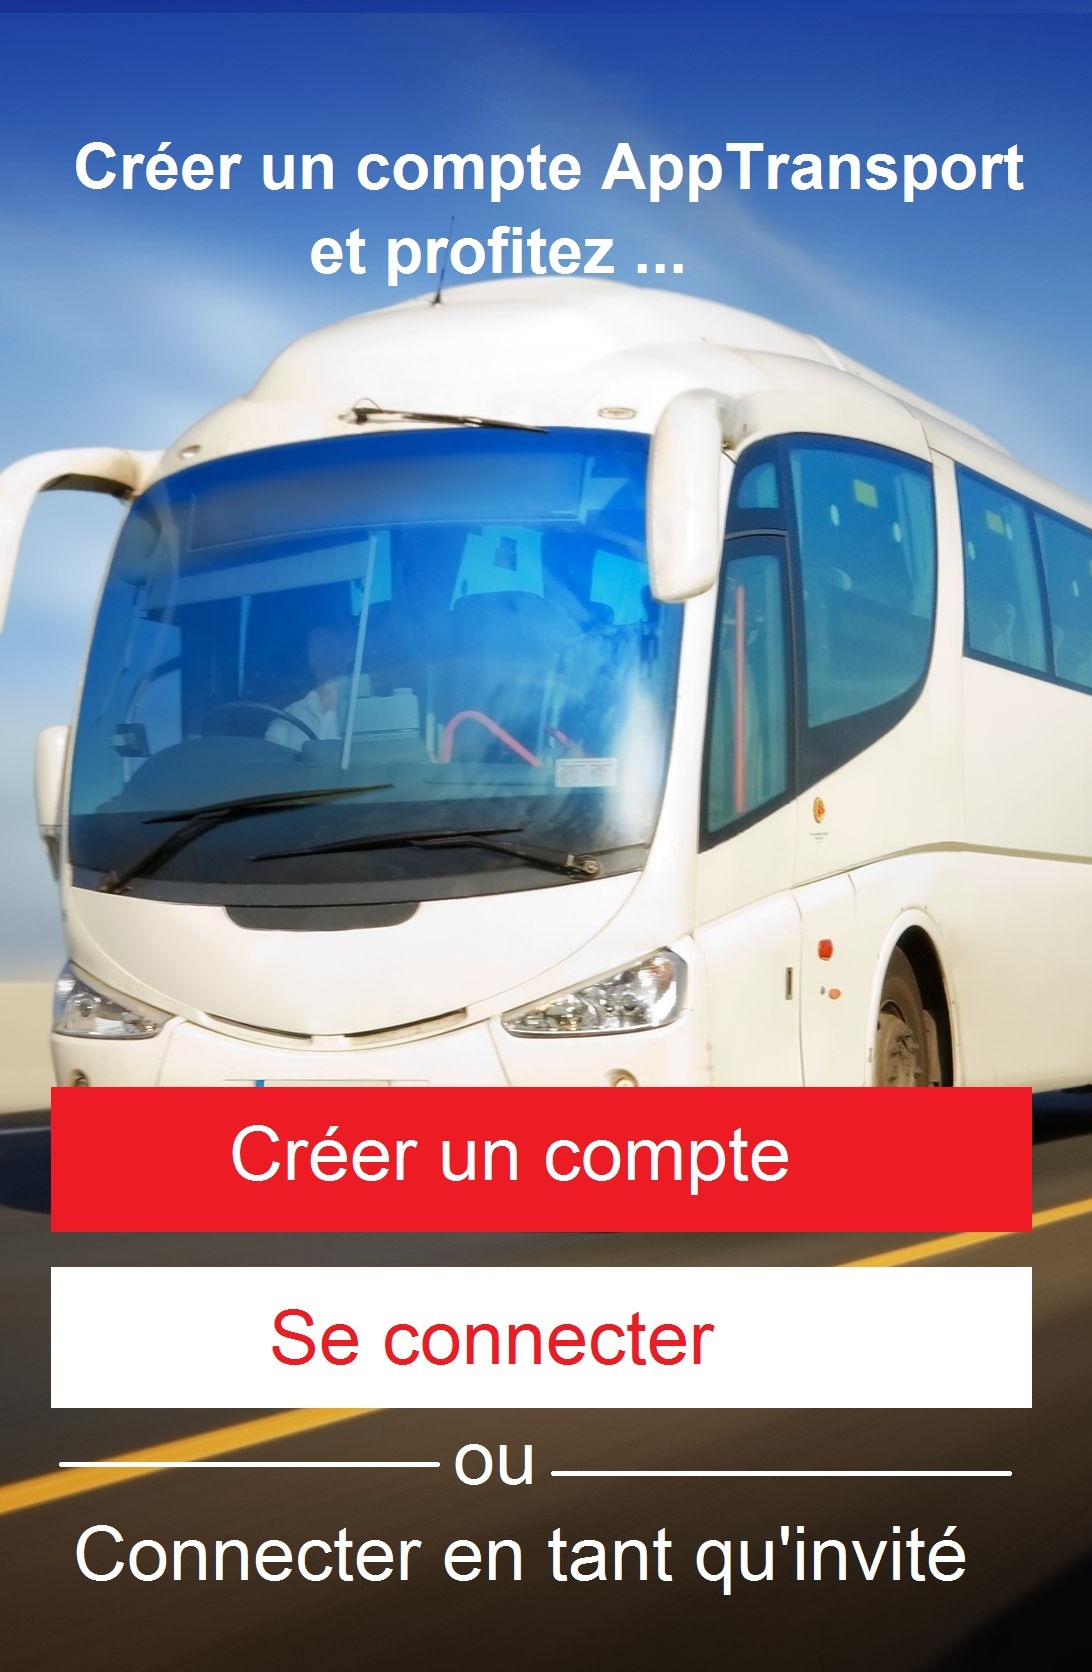 Créer un compte AppTransport
et profitez ...
Créer un compte
Se connecter
ou
Connecter en tant qu'invité